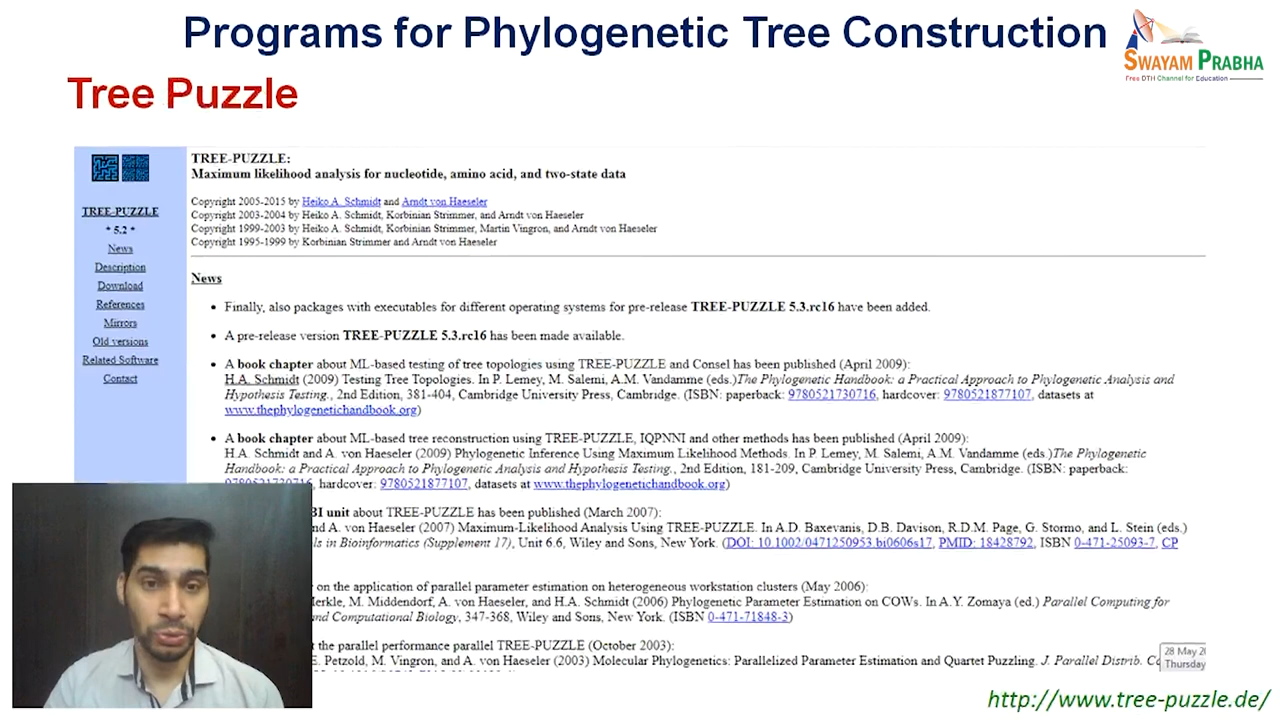 Programs for Phylogenetic Tree Construction
SWAYAM PRABHA
Free DTH Channel for Education
Tree Puzzle
TREE-PUZZLE
* 5.2 *
News
Description
Download
References
Mirrors
Old versions
Related Software
Contact
TREE-PUZZLE:
Maximum likelihood analysis for nucleotide, amino acid, and two-state data
Copyright 2005-2015 by Heiko A. Schmidt and Arndt von Haeseler
Copyright 2003-2004 by Heiko A. Schmidt, Korbinian Strimmer, and Arndt von Haeseler
Copyright 1999-2003 by Heiko A. Schmidt, Korbinian Strimmer, Martin Vingron, and Arndt von Haeseler
Copyright 1995-1999 by Korbinian Strimmer and Arndt von Haeseler
News
• Finally, also packages with executables for different operating systems for pre-release TREE-PUZZLE 5.3.rc16 have been added.
• A pre-release version TREE-PUZZLE 5.3.rc16 has been made available.
• A book chapter about ML-based testing of tree topologies using TREE-PUZZLE and Consel has been published (April 2009):
H.A. Schmidt (2009) Testing Tree Topologies. In P. Lemey, M. Salemi, A.M. Vandamme (eds.)The Phylogenetic Handbook: a Practical Approach to Phylogenetic Analysis and
Hypothesis Testing., 2nd Edition, 381-404, Cambridge University Press, Cambridge. (ISBN: paperback: 9780521730716, hardcover: 9780521877107, datasets at
www.thephylogenetichandbook.org)
• A book chapter about ML-based tree reconstruction using TREE-PUZZLE, IQPNNI and other methods has been published (April 2009):
H.A. Schmidt and A. von Haeseler (2009) Phylogenetic Inference Using Maximum Likelihood Methods. In P. Lemey, M. Salemi, A.M. Vandamme (eds.)The Phylogenetic
Handbook: a Practical Approach to Phylogenetic Analysis and Hypothesis Testing., 2nd Edition, 181-209, Cambridge University Press, Cambridge. (ISBN: paperback:
9780521730716, hardcover: 9780521877107, datasets at www.thephylogenetichandbook.org)
BI unit about TREE-PUZZLE has been published (March 2007):
nd A. von Haeseler (2007) Maximum-Likelihood Analysis Using TREE-PUZZLE. In A.D. Baxevanis, D.B. Davison, R.D.M. Page, G. Stormo, and L. Stein (eds.)
ls in Bioinformatics (Supplement 17), Unit 6.6, Wiley and Sons, New York. (DOI: 10.1002/0471250953.bi0606s17, PMID: 18428792, ISBN 0-471-25093-7, CP
on the application of parallel parameter estimation on heterogeneous workstation clusters (May 2006):
Merkle, M. Middendorf, A. von Haeseler, and H.A. Schmidt (2006) Phylogenetic Parameter Estimation on COWs. In A.Y. Zomaya (ed.) Parallel Computing for
nd Computational Biology, 347-368, Wiley and Sons, New York. (ISBN 0-471-71848-3)
t the parallel performance parallel TREE-PUZZLE (October 2003):
E. Petzold, M. Vingron, and A. von Haeseler (2003) Molecular Phylogenetics: Parallelized Parameter Estimation and Quartet Puzzling. J. Parallel Distrib.
28 May 20
Thursday
http://www.tree-puzzle.de/